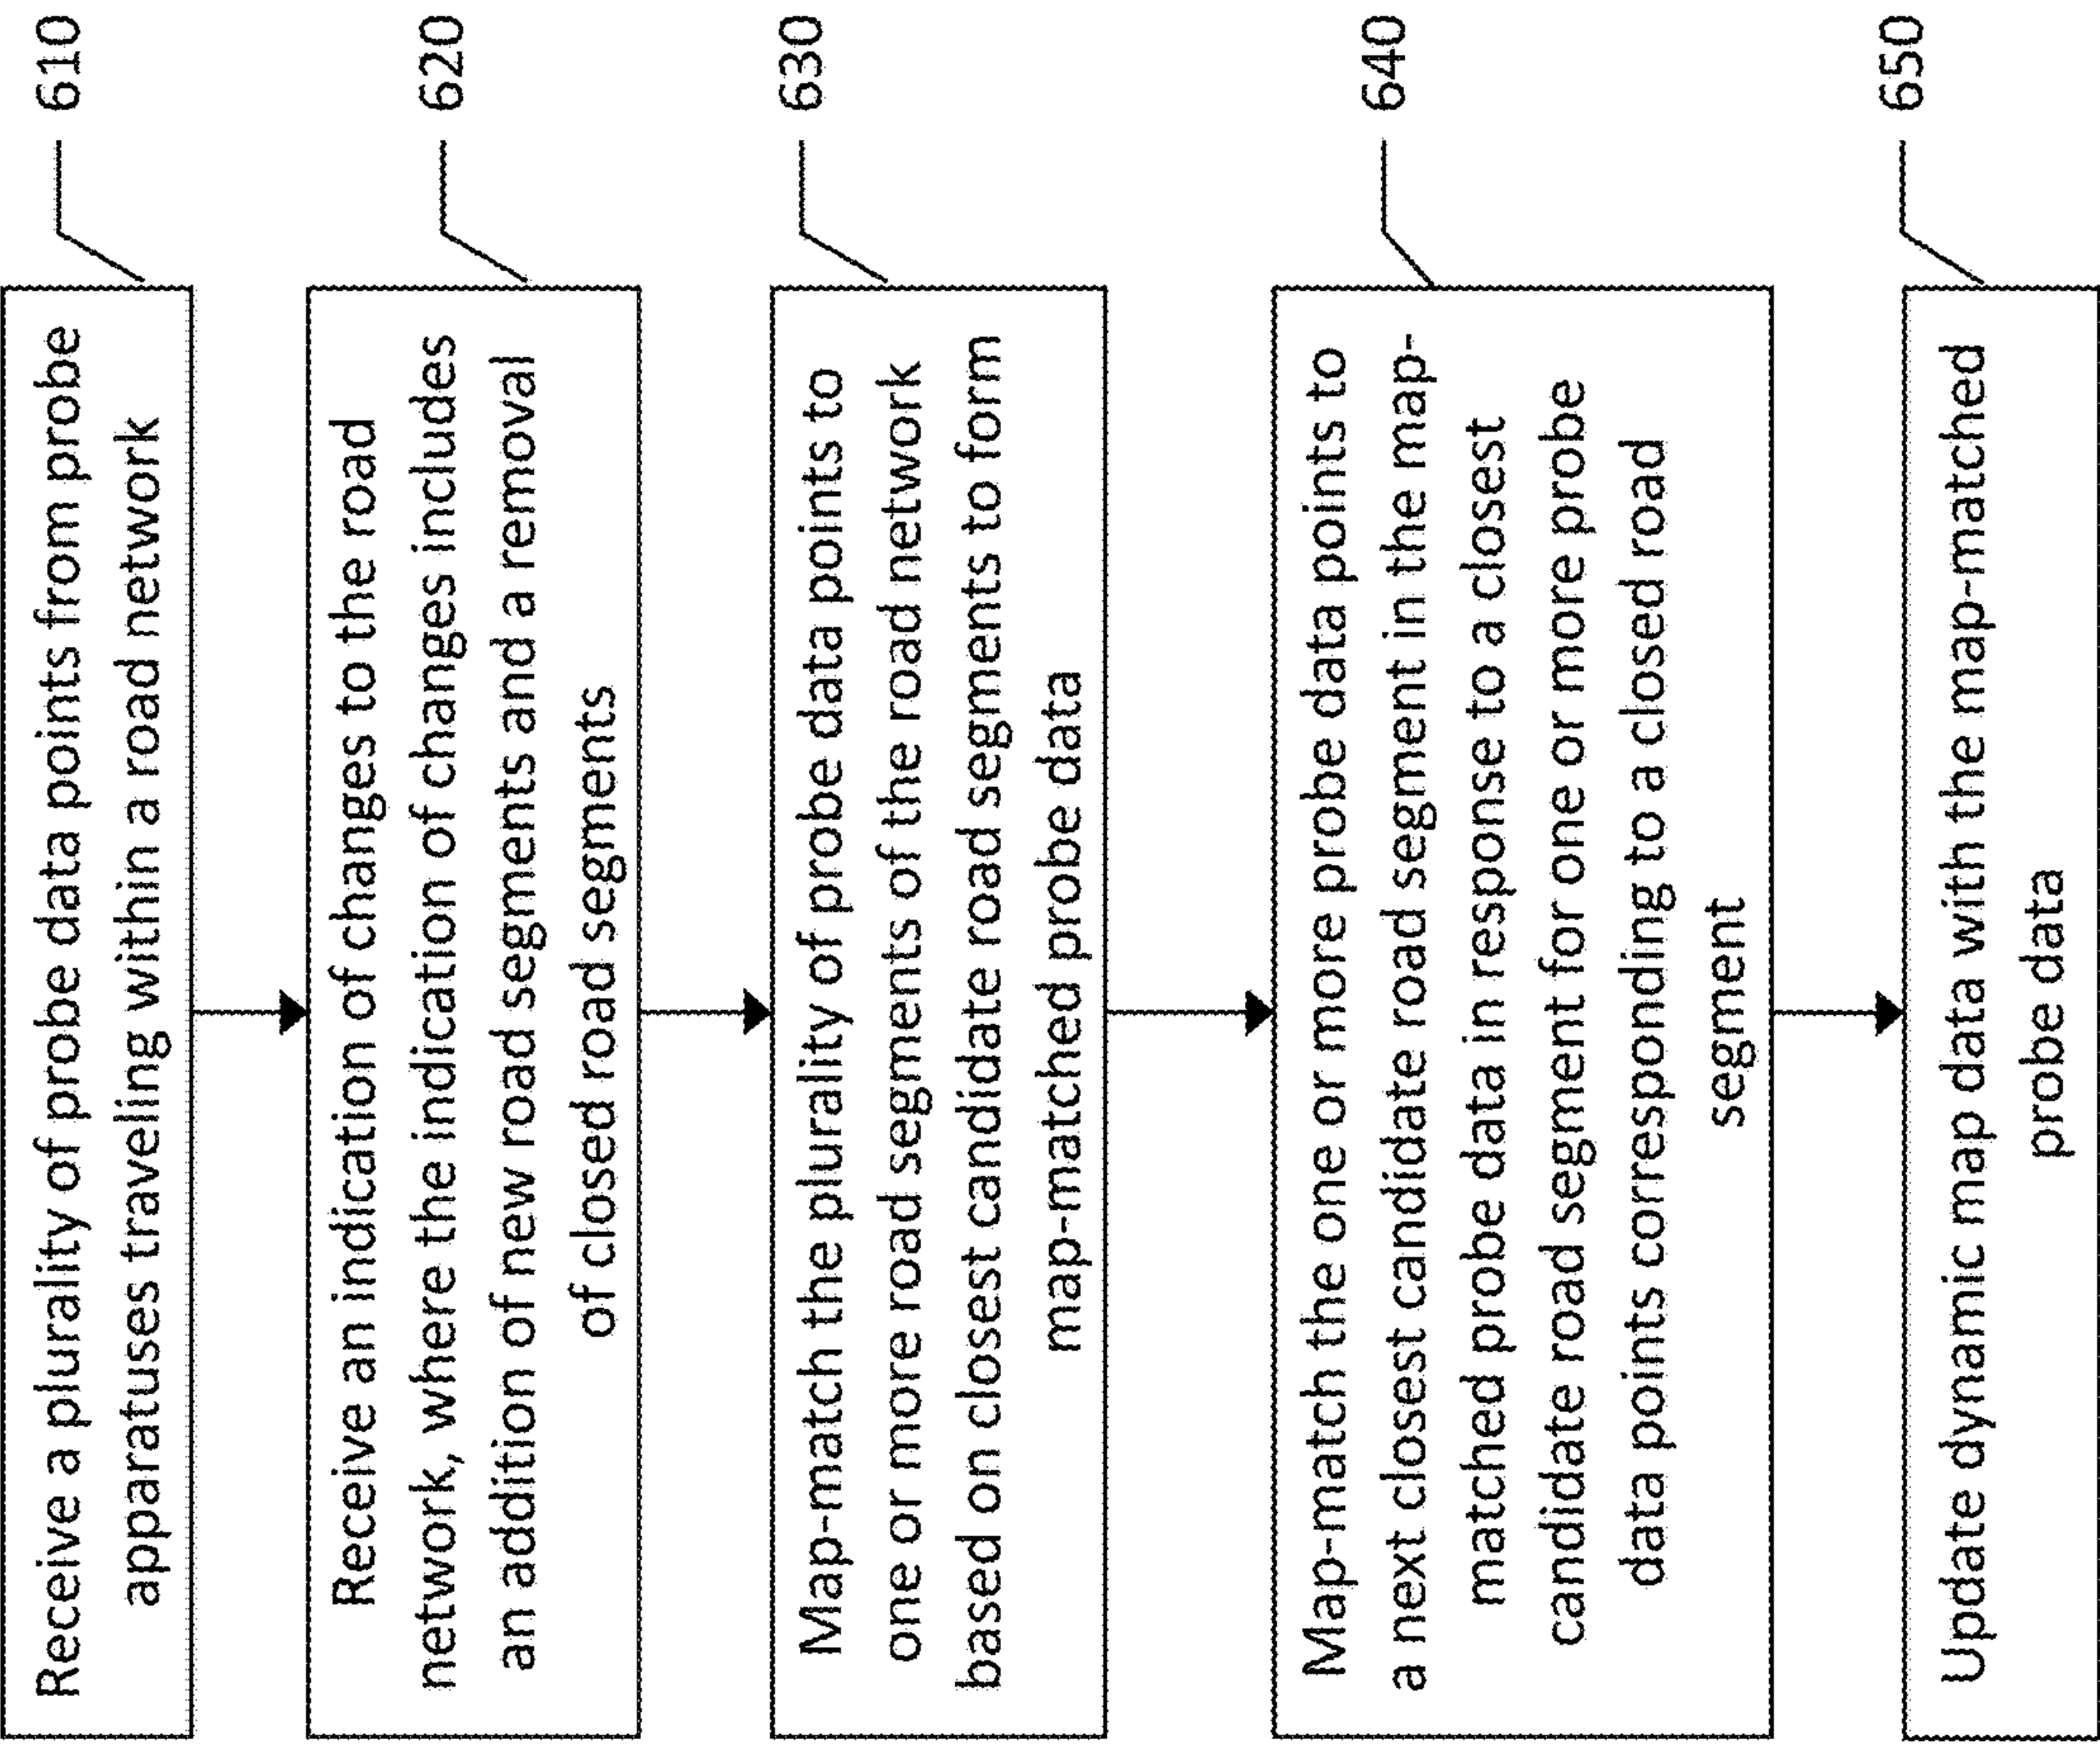 Receive a plurality of probe data points from probe
apparatuses traveling within a road network
610
Receive an indication of changes to the road
network, where the indication of changes includes
an addition of new road segments and a removal
of closed road segments
620
Map-match the plurality of probe data points to
one or more road segments of the road network
based on closest candidate road segments to form
map-matched probe data
630
Map-match the one or more probe data points to
a next closest candidate road segment in the map-
matched probe data in response to a closest
candidate road segment for one or more probe
data points corresponding to a closed road
segment
640
Update dynamic map data with the map-matched
probe data
650